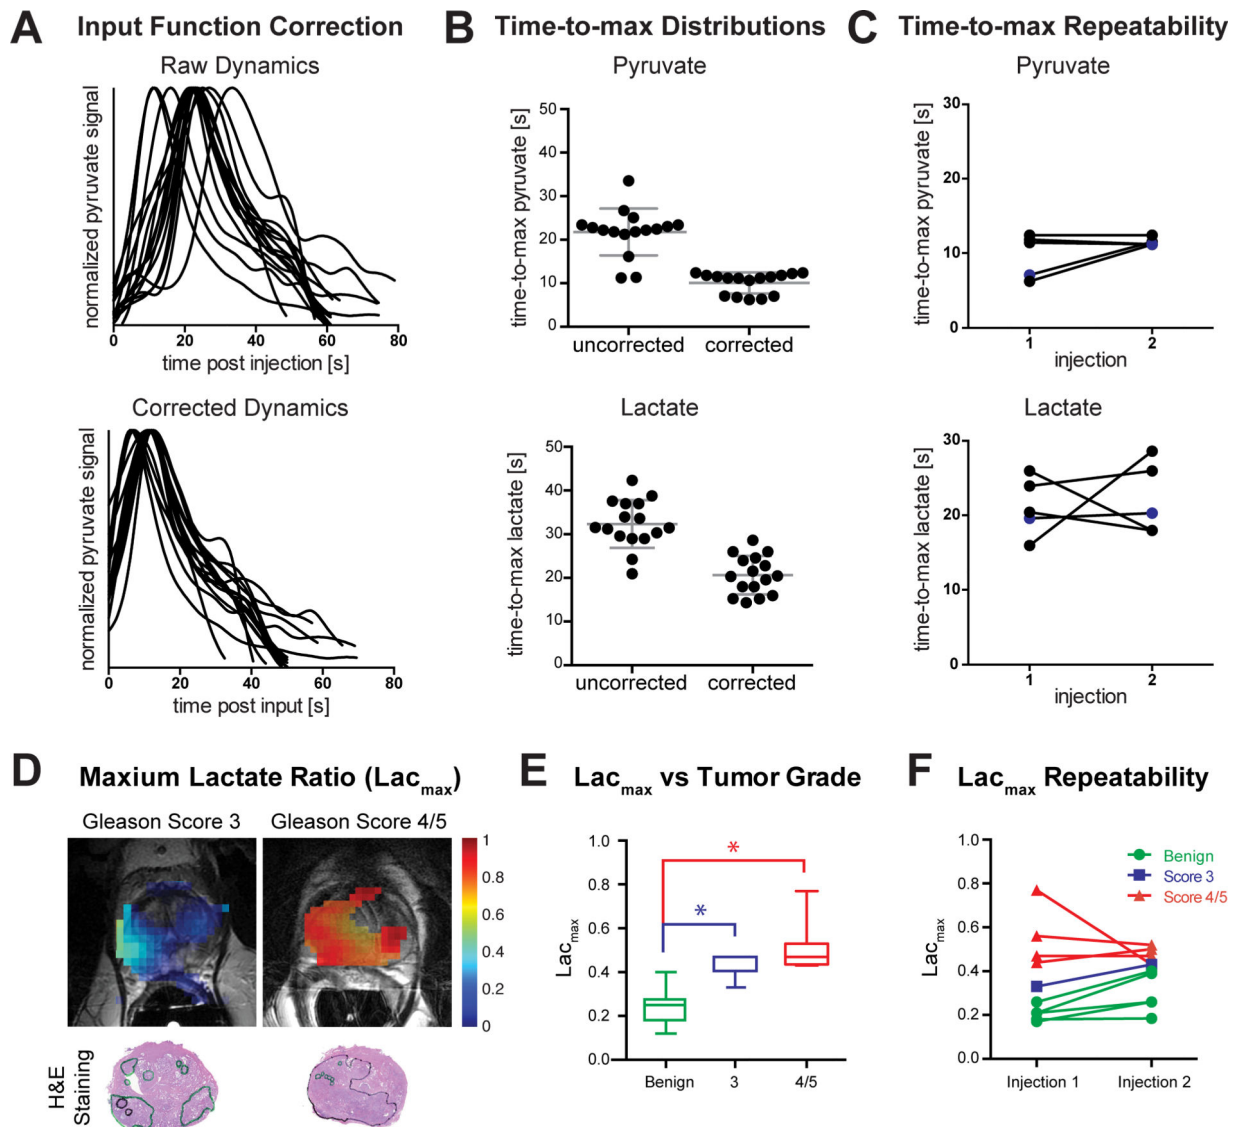 A Input Function Correction
Raw Dynamics
normalized pyruvate signal
0 20 40 60 80
time post injection [s]
Corrected Dynamics
normalized pyruvate signal
0 20 40 60 80
time post input [s]
B Time-to-max Distributions
Pyruvate
time-to-max pyruvate [s]
50
40
30
20
10
0
uncorrected corrected
Lactate
time-to-max lactate [s]
50
40
30
20
10
0
uncorrected corrected
C Time-to-max Repeatability
Pyruvate
time-to-max pyruvate [s]
30
20
10
0
1 2
injection
Lactate
time-to-max lactate [s]
30
20
10
0
1 2
injection
D Maxium Lactate Ratio (Lacmax)
Gleason Score 3 Gleason Score 4/5
1
0.8
0.6
0.4
0.2
0
H&E
Staining
E Lacmax vs Tumor Grade
Lacmax
1.0
0.8
0.6
0.4
0.2
0.0
*
*
Benign 3 4/5
F Lacmax Repeatability
Lacmax
1.0
0.8
0.6
0.4
0.2
0.0
Benign
Score 3
Score 4/5
Injection 1 Injection 2